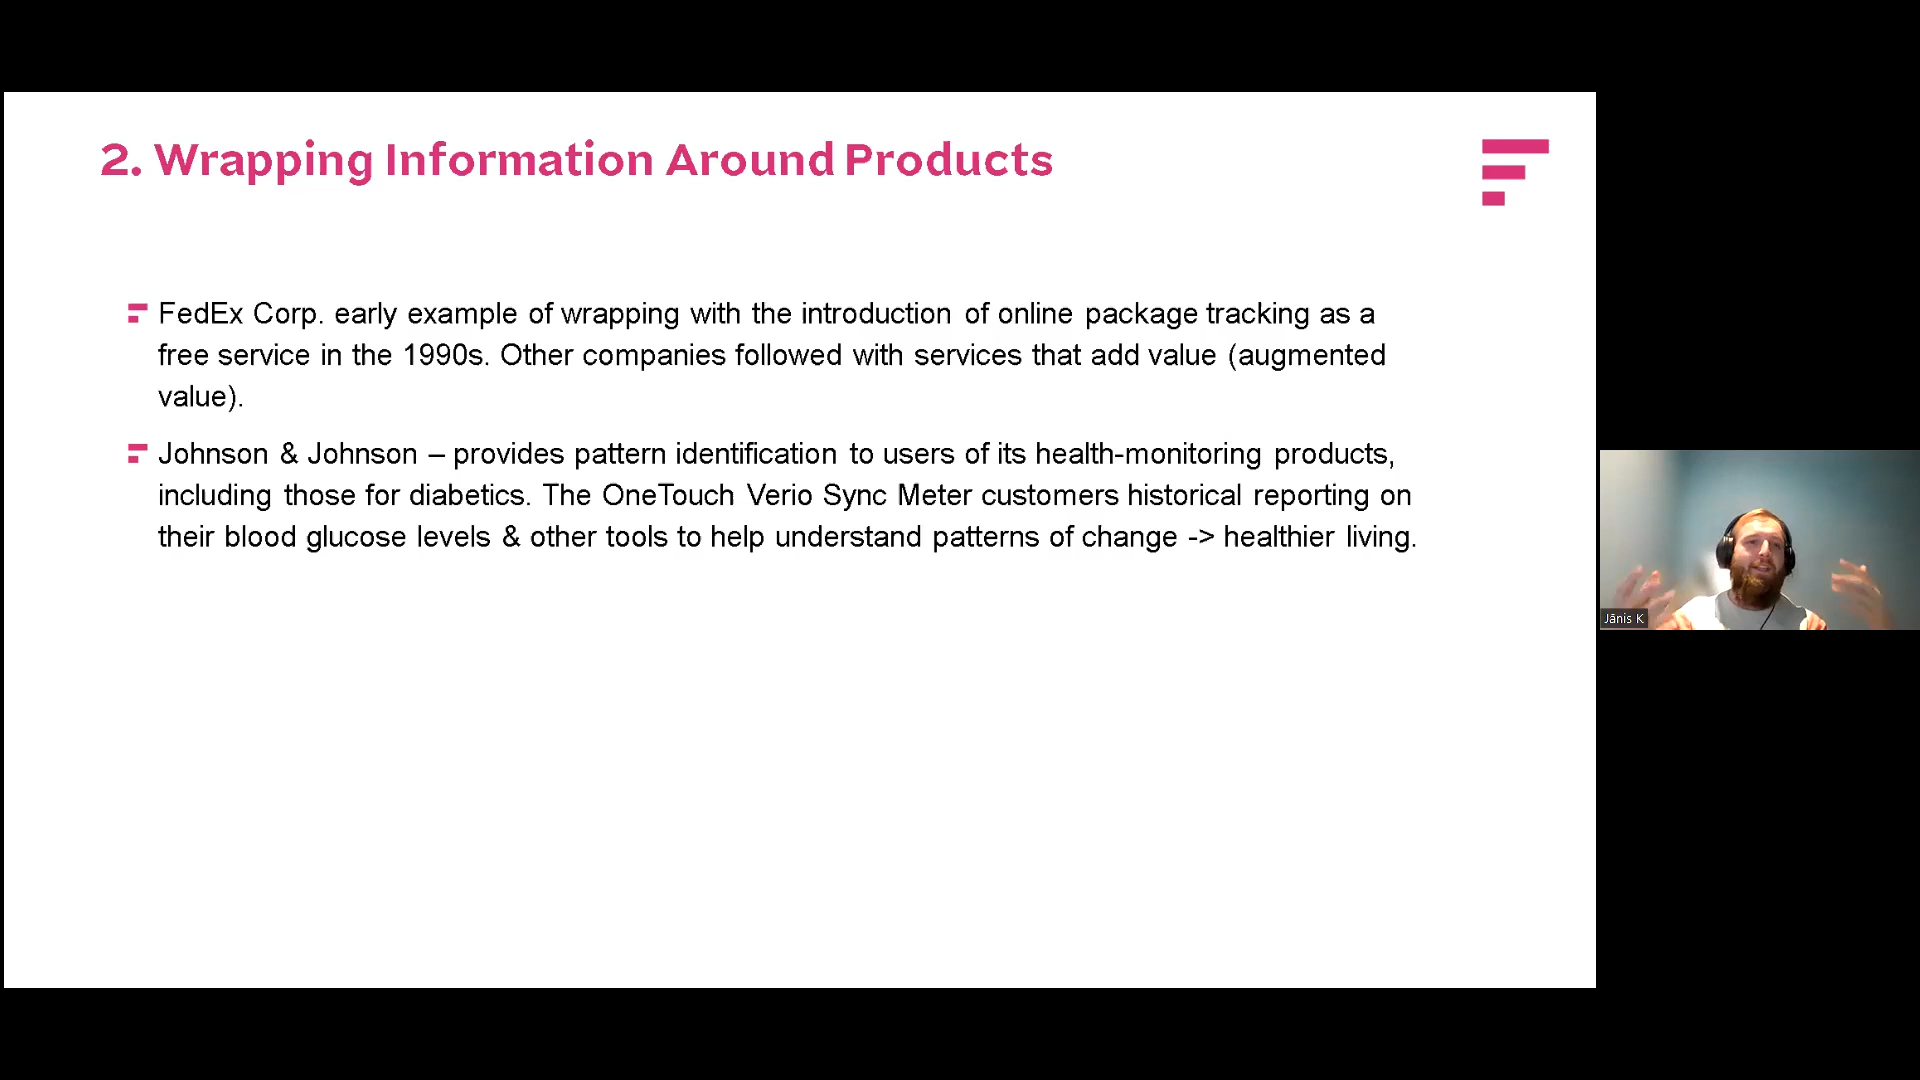 2. Wrapping Information Around Products
FedEx Corp. early example of wrapping with the introduction of online package tracking as a
free service in the 1990s. Other companies followed with services that add value (augmented
value).
Johnson & Johnson – provides pattern identification to users of its health-monitoring products,
including those for diabetics. The OneTouch Verio Sync Meter customers historical reporting on
their blood glucose levels & other tools to help understand patterns of change -> healthier living.
Jānis K